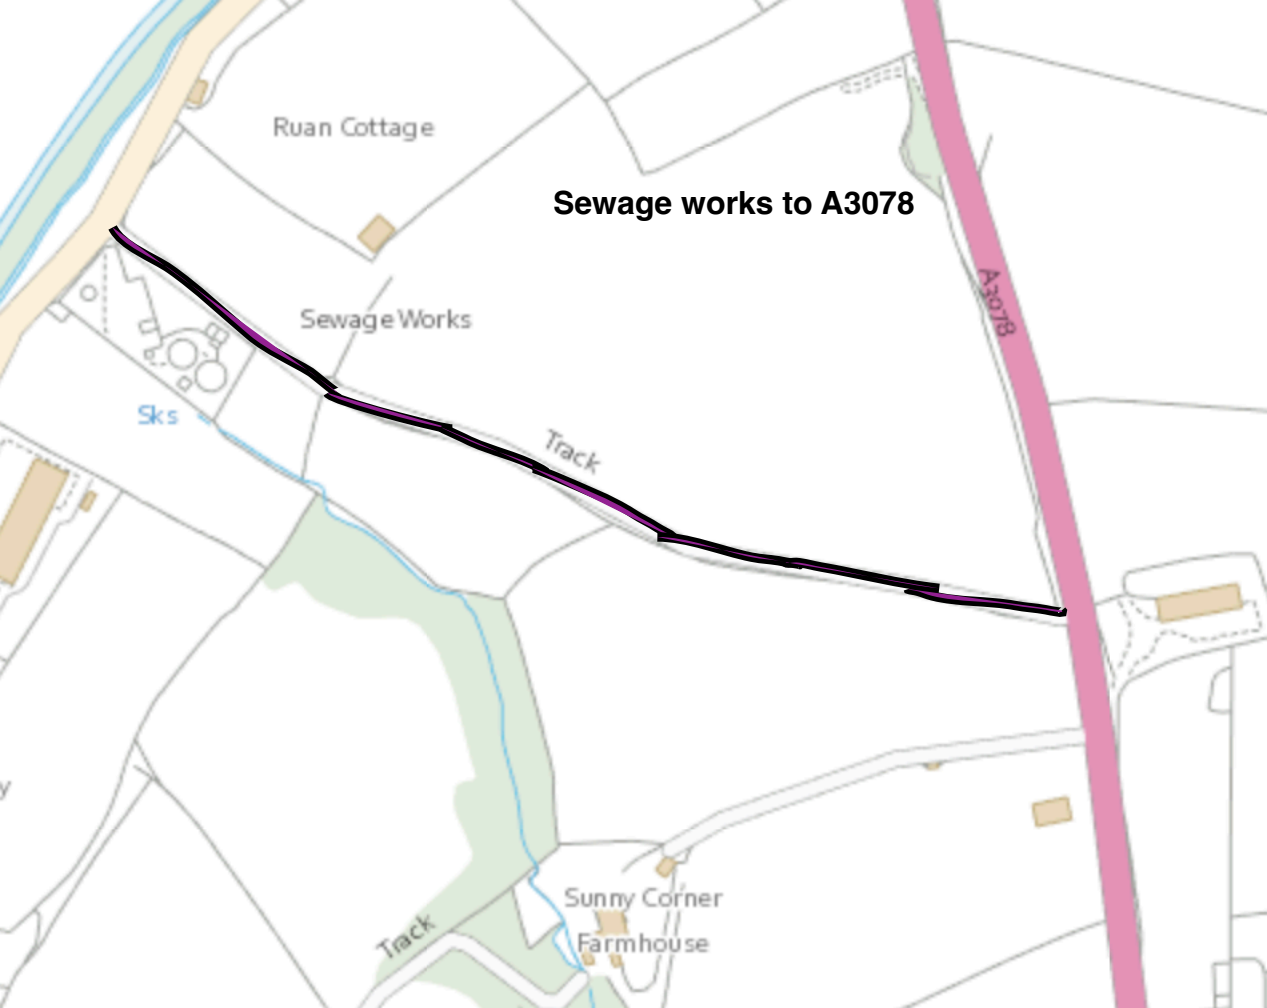 Ruan Cottage
Sewage works to A3078
A3078
Sewage Works
Sks
Track
y
Sunny Corner
Farmhouse
Track